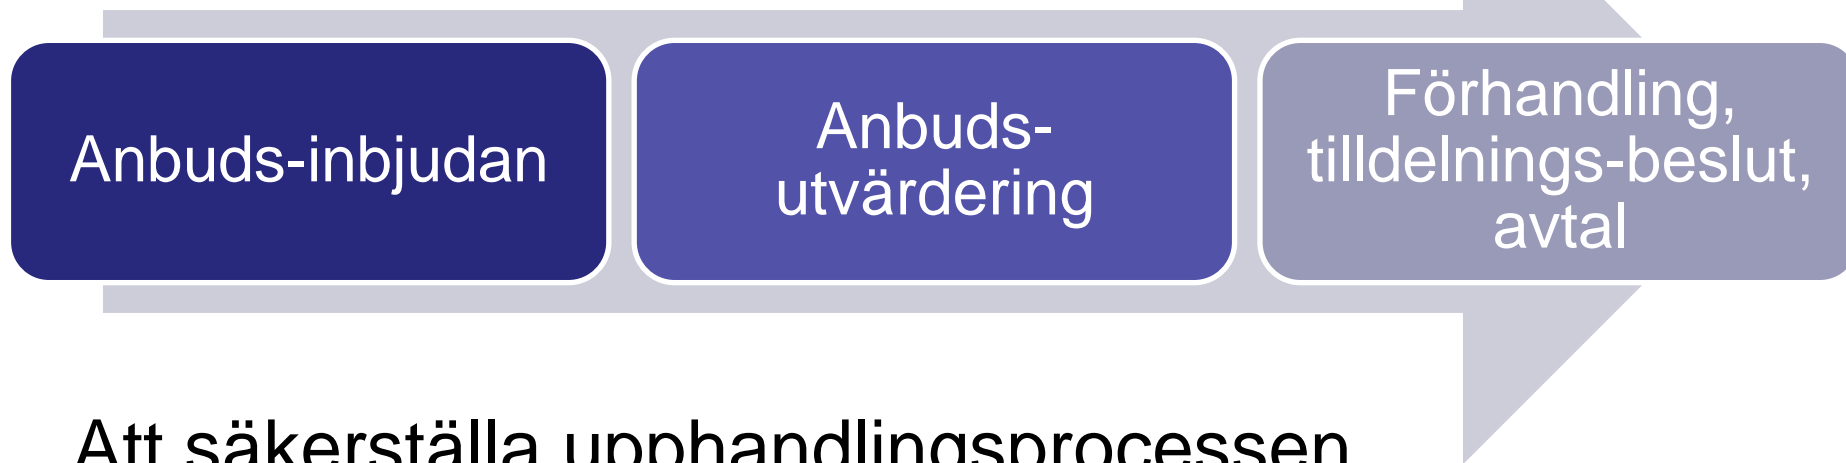 Anbuds-inbjudan
Anbuds-
utvärdering
Förhandling,
tilldelnings-beslut,
avtal
Att säkerställa upphandlingsprocessen